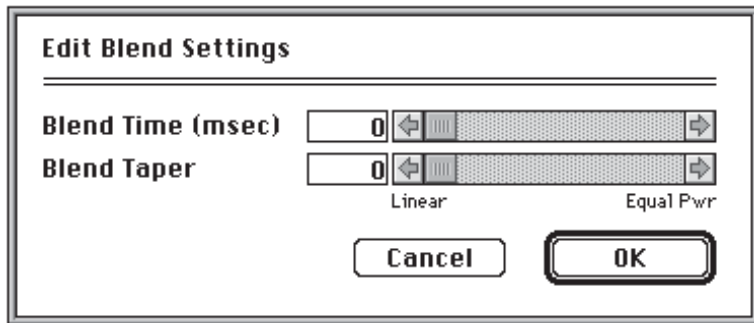 Edit Blend Settings
Blend Time (msec) 0
Blend Taper 0
Linear Equal Pwr
Cancel OK